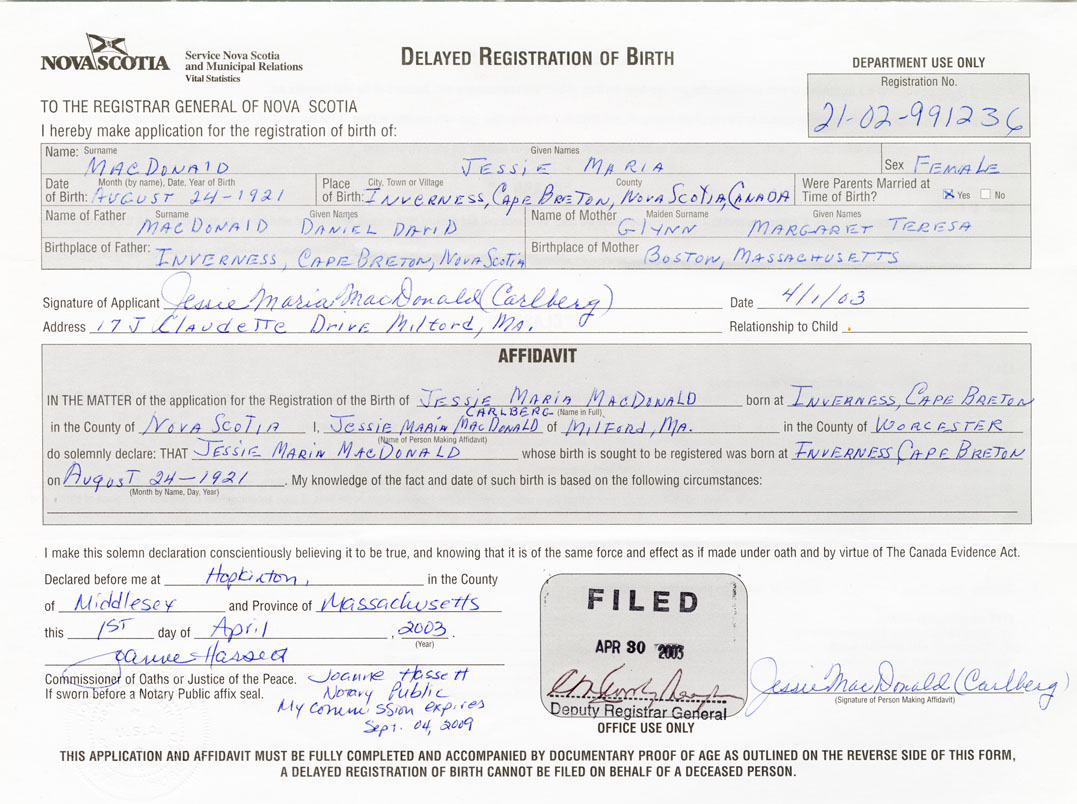 NOVA SCOTIA
Service Nova Scotia
and Municipal Relations
Vital Statistics
DELAYED REGISTRATION OF BIRTH
DEPARTMENT USE ONLY
Registration No.
21-02-991236
TO THE REGISTRAR GENERAL OF NOVA SCOTIA
I hereby make application for the registration of birth of:
Name: Surname Given Names
MACDONALD JESSIE MARIA Sex FEMALE
Date of Birth: Month (by name), Date, Year of Birth AUGUST 24-1921 Place of Birth: City, Town or Village County INVERNESS, CAPE BRETON, NOVA SCOTIA, CANADA Were Parents Married at Time of Birth? Yes No
Name of Father Surname Given Names Name of Mother Maiden Surname Given Names
MACDONALD DANIEL DAVID GLYNN MARGARET TERESA
Birthplace of Father: INVERNESS, CAPE BRETON, NOVA SCOTIA Birthplace of Mother BOSTON, MASSACHUSETTS
Signature of Applicant Jessie Maria MacDonald (Carlberg) Date 4/1/03
Address 17 J Claudette Drive Milford, MA. Relationship to Child
AFFIDAVIT
IN THE MATTER of the application for the Registration of the Birth of JESSIE MARIA MACDONALD born at INVERNESS, CAPE BRETON
CARLBERG (Name in Full)
in the County of NOVA SCOTIA I, JESSIE MARIA MACDONALD of MILFORD, MA. in the County of WORCESTER
(Name of Person Making Affidavit)
do solemnly declare: THAT JESSIE MARIA MACDONALD whose birth is sought to be registered was born at INVERNESS CAPE BRETON
on AUGUST 24-1921. My knowledge of the fact and date of such birth is based on the following circumstances:
(Month by Name, Day, Year)
I make this solemn declaration conscientiously believing it to be true, and knowing that it is of the same force and effect as if made under oath and by virtue of The Canada Evidence Act.
Declared before me at Hopkinton, in the County
of Middlesex and Province of Massachusetts
this 1ST day of April, 2003.
(Year)
Joanne Hassett
Commissioner of Oaths or Justice of the Peace.
If sworn before a Notary Public affix seal.
Joanne Hassett
Notary Public
My commission expires
Sept. 04, 2009
FILED
APR 30 2003
Deputy Registrar General
OFFICE USE ONLY
Jessie MacDonald (Carlberg)
(Signature of Person Making Affidavit)
THIS APPLICATION AND AFFIDAVIT MUST BE FULLY COMPLETED AND ACCOMPANIED BY DOCUMENTARY PROOF OF AGE AS OUTLINED ON THE REVERSE SIDE OF THIS FORM,
A DELAYED REGISTRATION OF BIRTH CANNOT BE FILED ON BEHALF OF A DECEASED PERSON.